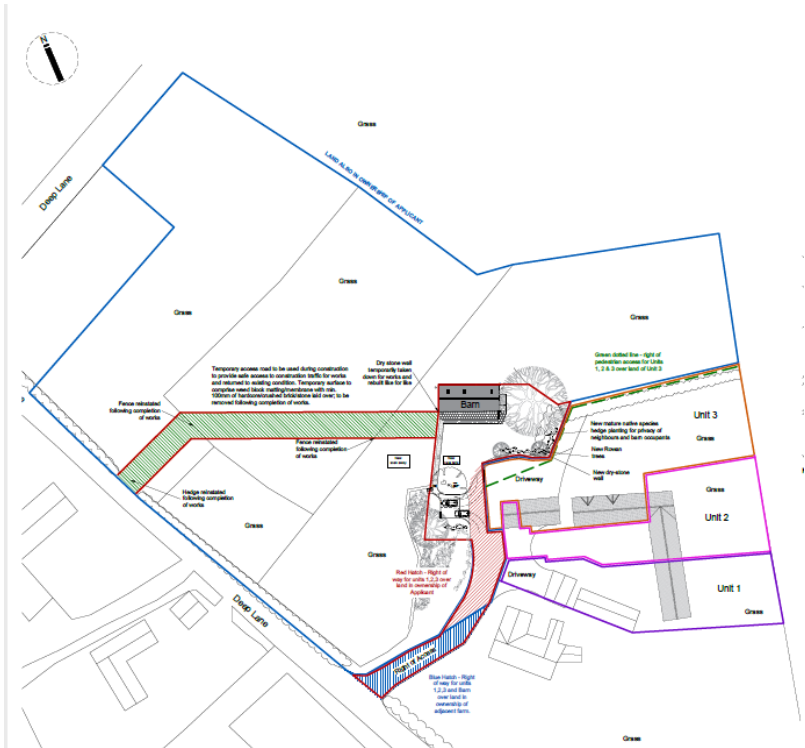 N
Grass
Deep Lane
LAND ALSO IN OWNERSHIP OF APPLICANT
Grass
Grass
Grass
Green dotted line - right of
pedestrian access for Units
1, 2 & 3 over land of Unit 3
Dry stone wall
temporarily taken
down for works and
rebuilt like for like
Temporary access road to be used during construction
to provide safe access to construction traffic for works
and returned to existing condition. Temporary surface to
comprise weed block matting/membrane with min.
100mm of hardcore/crushed brick/stone laid over; to be
removed following completion of works.
Fence reinstated
following completion
of works
Barn
Unit 3
Grass
New mature native species
hedge planting for privacy of
neighbours and barn occupants
New Rowan
trees
New dry-stone
wall
Fence reinstated
following completion
of works
Driveway
Hedge reinstated
following completion
of works
Grass
Grass
Unit 2
Grass
Red Hatch - Right of
way for units 1,2,3 over
land in ownership of
Applicant
Driveway
Unit 1
Grass
Deep Lane
Right of Access
Blue Hatch - Right
of way for units
1,2,3 and Barn
over land in
ownership of
adjacent farm.
Grass